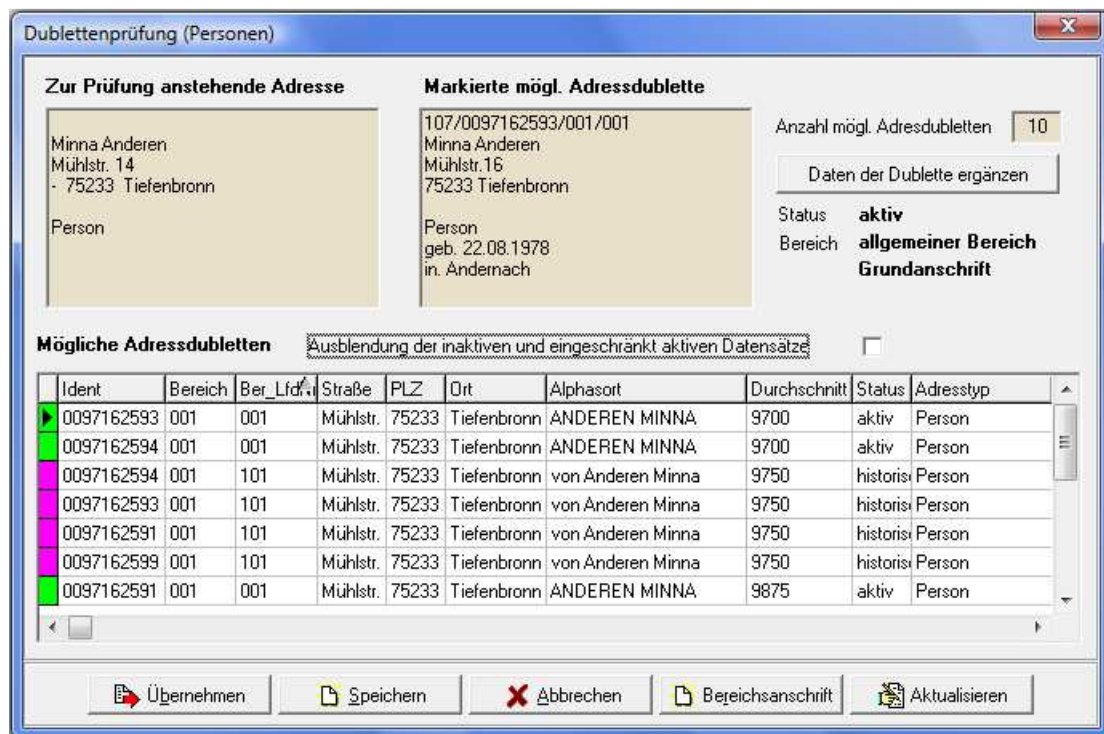 Dublettenprüfung (Personen)
Zur Prüfung anstehende Adresse
Minna Anderen
Mühlstr. 14
- 75233 Tiefenbronn
Person
Markierte mögl. Adressdublette
107/0097162593/001/001
Minna Anderen
Mühlstr.16
75233 Tiefenbronn
Person
geb. 22.08.1978
in. Andernach
Anzahl mögl. Adresdubletten 10
Daten der Dublette ergänzen
Status aktiv
Bereich allgemeiner Bereich
Grundanschrift
Mögliche Adressdubletten Ausblendung der inaktiven und eingeschränkt aktiven Datensätze
Ident Bereich Ber_Lfd Straße PLZ Ort Alphasort Durchschnitt Status Adresstyp
0097162593 001 001 Mühlstr. 75233 Tiefenbronn ANDEREN MINNA 9700 aktiv Person
0097162594 001 001 Mühlstr. 75233 Tiefenbronn ANDEREN MINNA 9700 aktiv Person
0097162594 001 101 Mühlstr. 75233 Tiefenbronn von Anderen Minna 9750 historis Person
0097162593 001 101 Mühlstr. 75233 Tiefenbronn von Anderen Minna 9750 historis Person
0097162591 001 101 Mühlstr. 75233 Tiefenbronn von Anderen Minna 9750 historis Person
0097162599 001 101 Mühlstr. 75233 Tiefenbronn von Anderen Minna 9750 historis Person
0097162591 001 001 Mühlstr. 75233 Tiefenbronn ANDEREN MINNA 9875 aktiv Person
Übernehmen Speichern Abbrechen Bereichsanschrift Aktualisieren